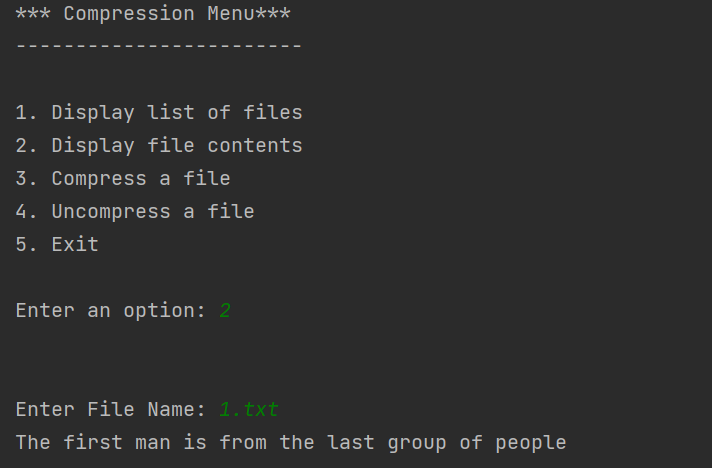 *** Compression Menu***
------------------------
1. Display list of files
2. Display file contents
3. Compress a file
4. Uncompress a file
5. Exit
Enter an option: 2
Enter File Name: 1.txt
The first man is from the last group of people